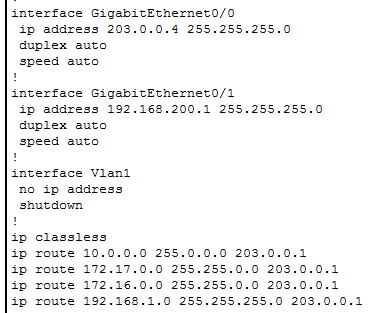 !
interface GigabitEthernet0/0
 ip address 203.0.0.4 255.255.255.0
 duplex auto
 speed auto
!
interface GigabitEthernet0/1
 ip address 192.168.200.1 255.255.255.0
 duplex auto
 speed auto
!
interface Vlan1
 no ip address
 shutdown
!
ip classless
ip route 10.0.0.0 255.0.0.0 203.0.0.1
ip route 172.17.0.0 255.255.0.0 203.0.0.1
ip route 172.16.0.0 255.255.0.0 203.0.0.1
ip route 192.168.1.0 255.255.255.0 203.0.0.1